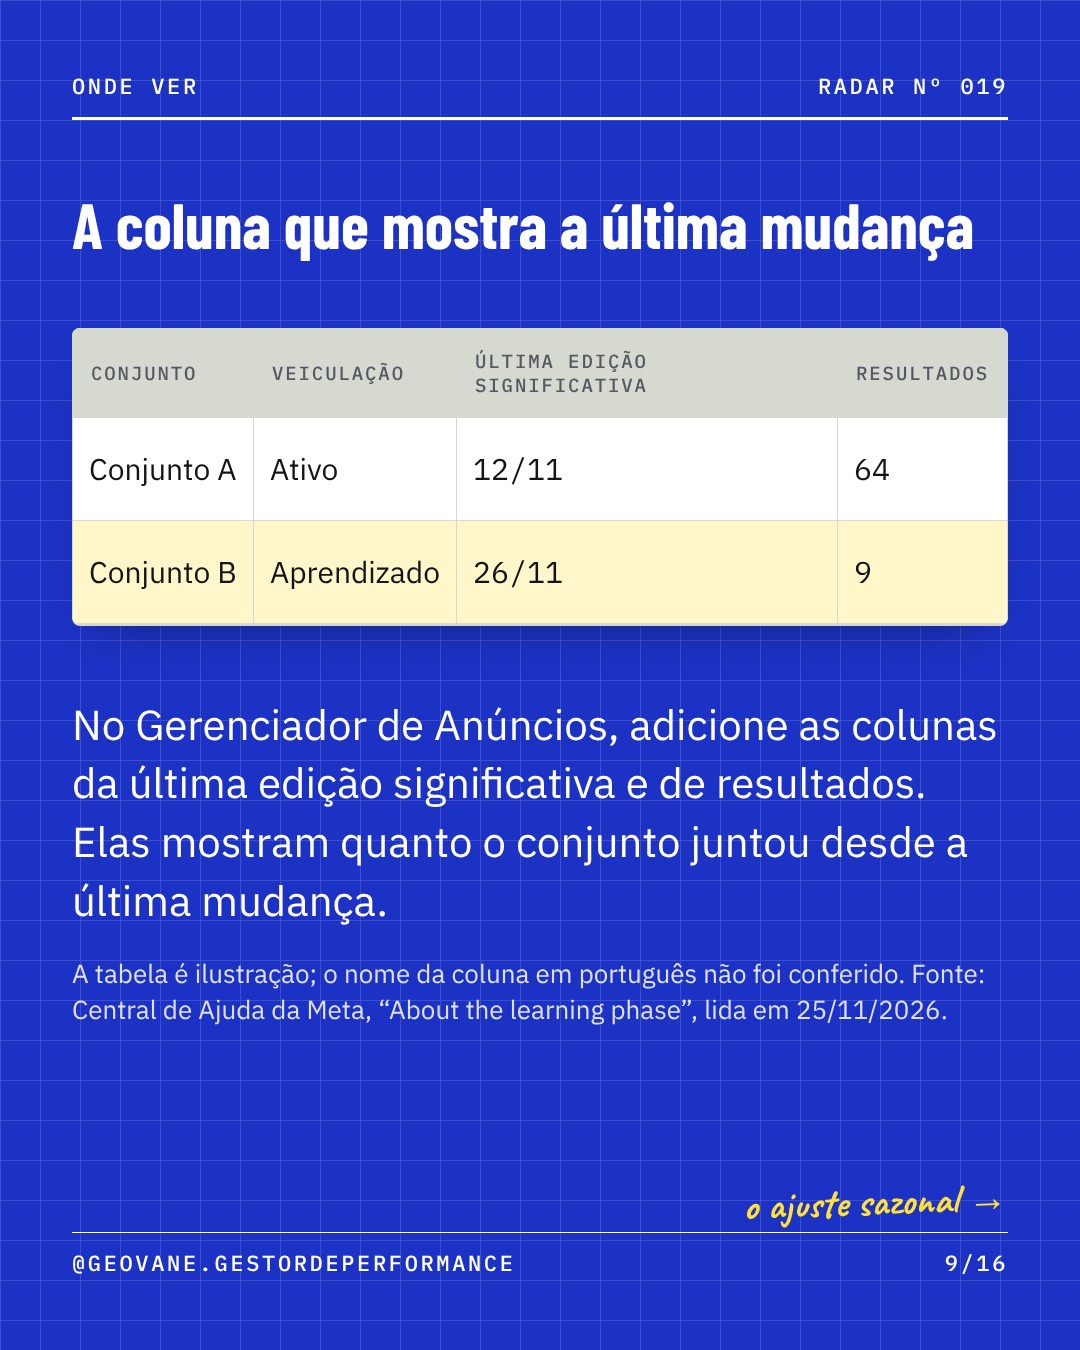 ONDE VER
RADAR Nº 019
A coluna que mostra a última mudança
CONJUNTO VEICULAÇÃO ÚLTIMA EDIÇÃO SIGNIFICATIVA RESULTADOS
Conjunto A Ativo 12/11 64
Conjunto B Aprendizado 26/11 9
No Gerenciador de Anúncios, adicione as colunas
da última edição significativa e de resultados.
Elas mostram quanto o conjunto juntou desde a
última mudança.
A tabela é ilustração; o nome da coluna em português não foi conferido. Fonte:
Central de Ajuda da Meta, “About the learning phase”, lida em 25/11/2026.
o ajuste sazonal →
@GEOVANE.GESTORDEPERFORMANCE
9/16